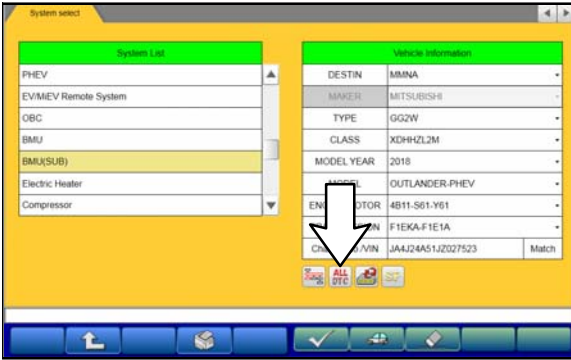 System select
System List
PHEV
EV/MiEV Remote System
OBC
BMU
BMU(SUB)
Electric Heater
Compressor
Vehicle Information
DESTIN MMNA
MAKER MITSUBISHI
TYPE GG2W
CLASS XDHHZL2M
MODEL YEAR 2018
OUTLANDER-PHEV
4B11-S61-Y61
F1EKA-F1E1A
/VIN JA4J24A51JZ027523 Match
ALL
DTC